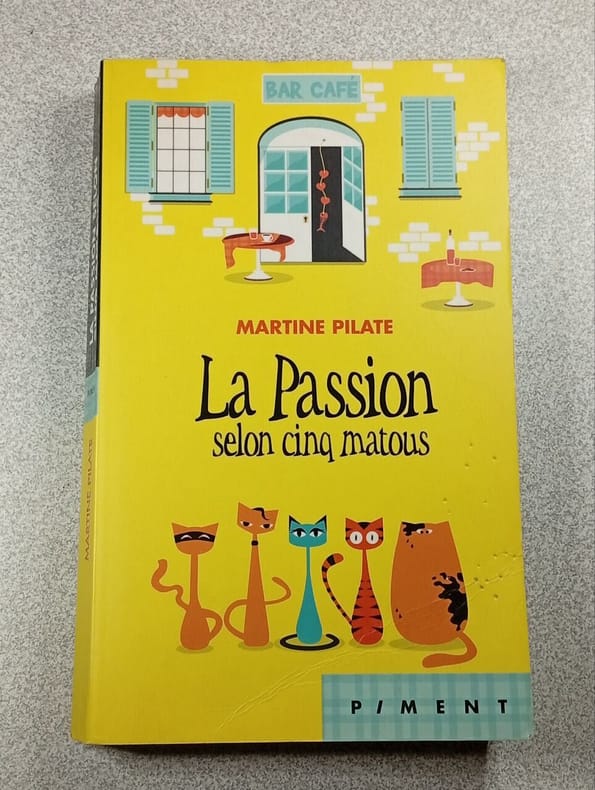 BAR CAFÉ
MARTINE PILATE
La Passion
selon cinq matous
PIMENT
MARTINE PILATE